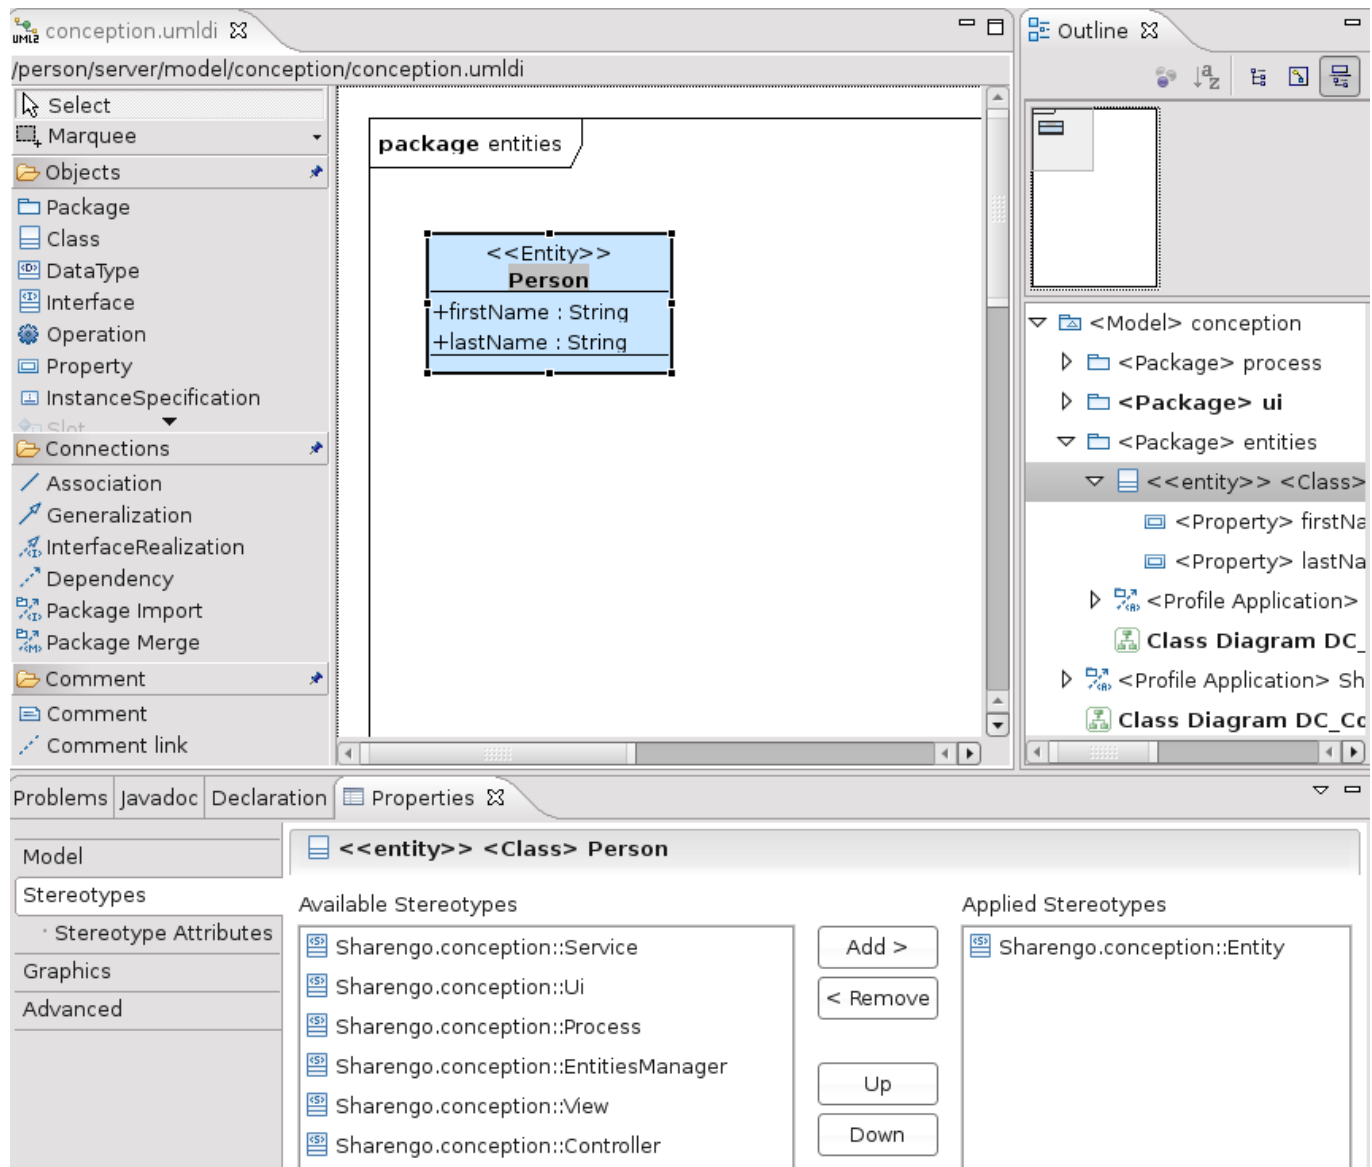 conception.umldi
/person/server/model/conception/conception.umldi
Select
Marquee
Objects
Package
Class
DataType
Interface
Operation
Property
InstanceSpecification
Slot
Connections
Association
Generalization
InterfaceRealization
Dependency
Package Import
Package Merge
Comment
Comment
Comment link
package entities
<<Entity>>
Person
+firstName : String
+lastName : String
Outline
<Model> conception
<Package> process
<Package> ui
<Package> entities
<<entity>> <Class>
<Property> firstNa
<Property> lastNa
<Profile Application>
Class Diagram DC_
<Profile Application> Sh
Class Diagram DC_Co
Problems Javadoc Declaration Properties
Model
Stereotypes
Stereotype Attributes
Graphics
Advanced
<<entity>> <Class> Person
Available Stereotypes
Sharengo.conception::Service
Sharengo.conception::Ui
Sharengo.conception::Process
Sharengo.conception::EntitiesManager
Sharengo.conception::View
Sharengo.conception::Controller
Add >
< Remove
Up
Down
Applied Stereotypes
Sharengo.conception::Entity